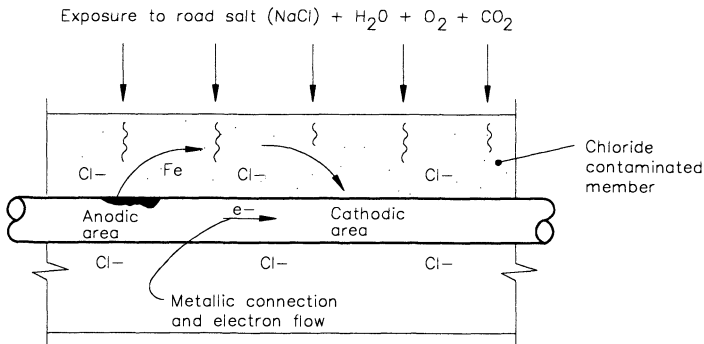 Exposure to road salt (NaCl) + H2O + O2 + CO2
Chloride
contaminated
member
Cl– Fe Cl– Cl–
Anodic
area
e–
Cathodic
area
Cl– Cl– Cl–
Metallic connection
and electron flow